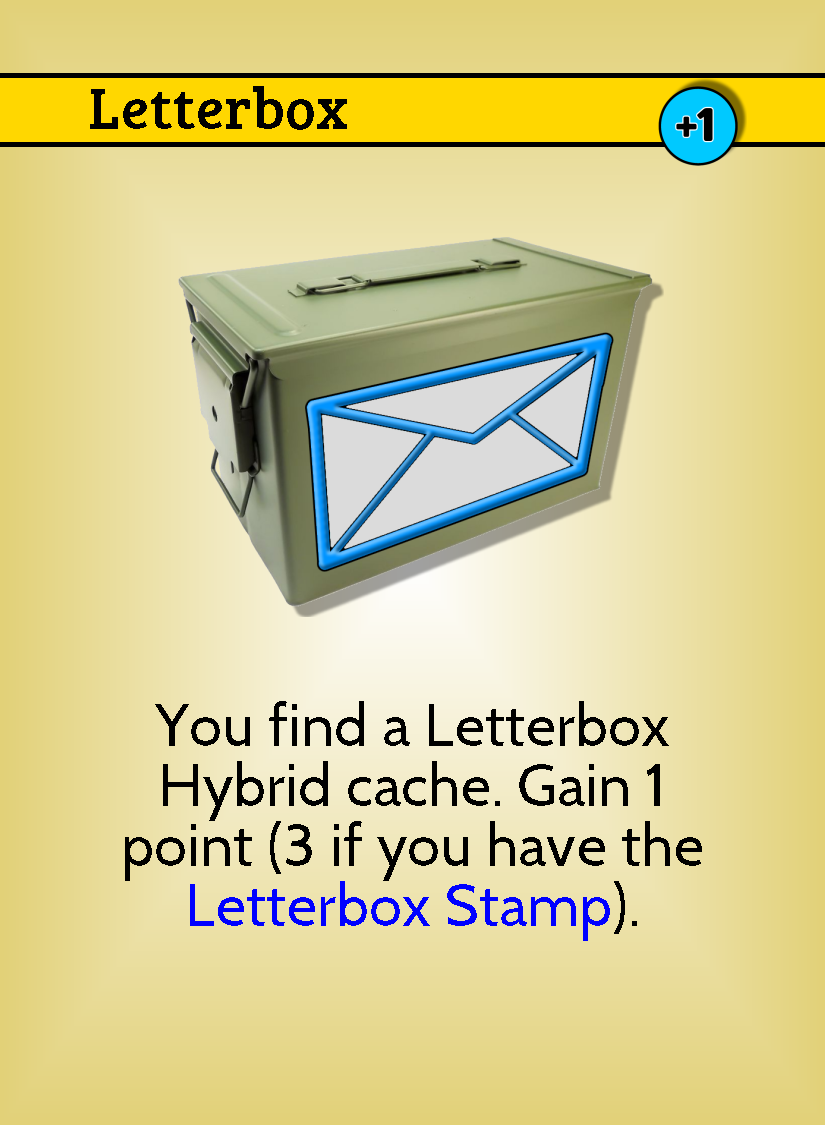 Letterbox
+1
You find a Letterbox
Hybrid cache. Gain 1
point (3 if you have the
Letterbox Stamp).